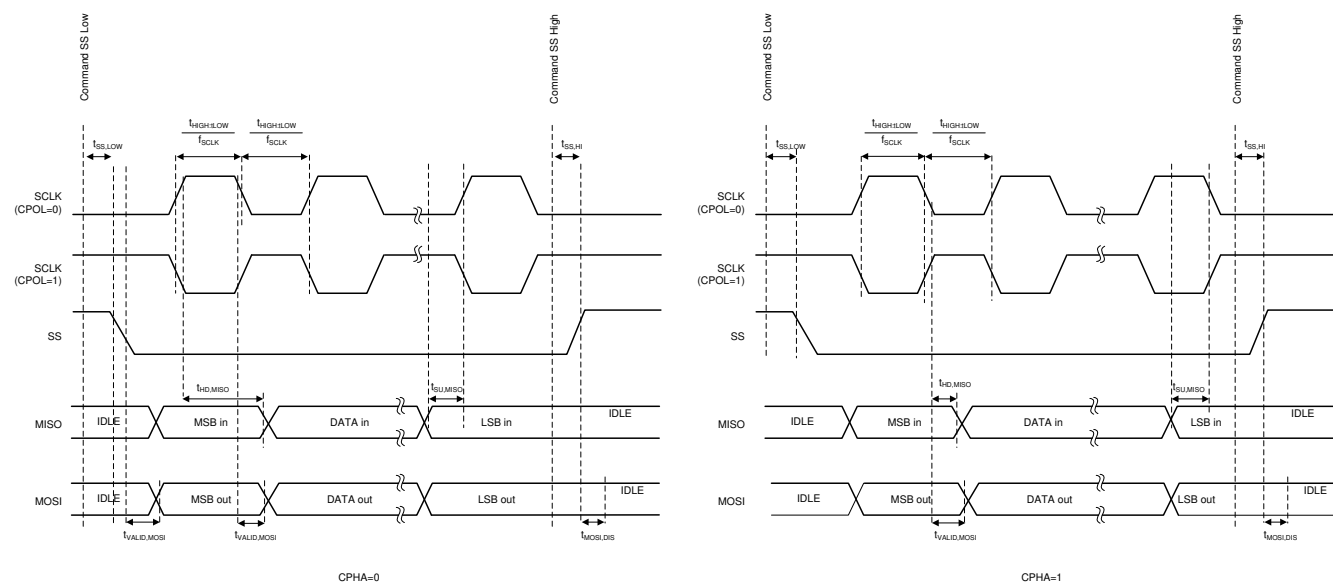 Command SS Low
Command SS High
tHIGH:tLOW
fSCLK
tHIGH:tLOW
fSCLK
tSS,LOW
tSS,HI
SCLK
(CPOL=0)
SCLK
(CPOL=1)
SS
tHD,MISO
tSU,MISO
MISO
IDLE
MSB in
DATA in
LSB in
IDLE
MOSI
IDLE
MSB out
DATA out
LSB out
IDLE
tVALID,MOSI
tVALID,MOSI
tMOSI,DIS
CPHA=0
Command SS Low
Command SS High
tHIGH:tLOW
fSCLK
tHIGH:tLOW
fSCLK
tSS,LOW
tSS,HI
SCLK
(CPOL=0)
SCLK
(CPOL=1)
SS
tHD,MISO
tSU,MISO
MISO
IDLE
MSB in
DATA in
LSB in
IDLE
MOSI
IDLE
MSB out
DATA out
LSB out
IDLE
tVALID,MOSI
tMOSI,DIS
CPHA=1